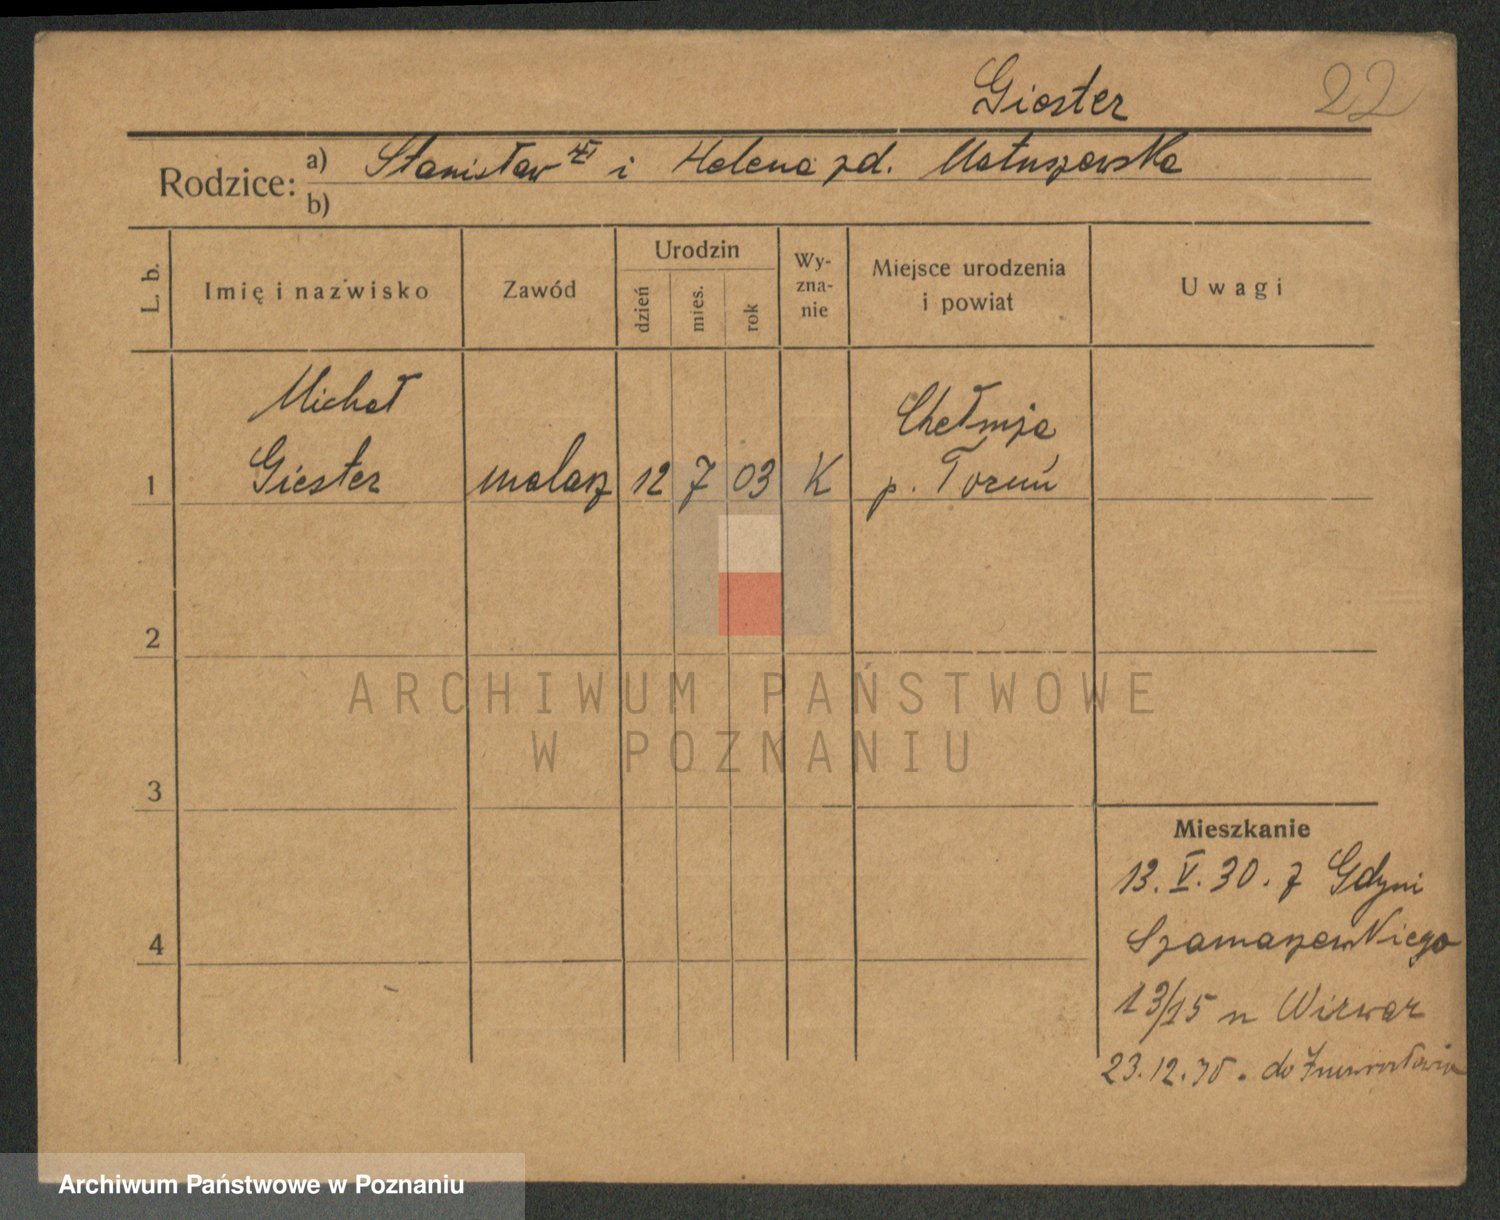 Giester
22
Rodzice:
a) Stanisław i Helena zd. Matuszewska
b)
L. b.
Imię i nazwisko
Zawód
Urodzin
dzień
mies.
rok
Wy-
zna-
nie
Miejsce urodzenia
i powiat
Uwagi
Michał
Chełmża
1 Giester malarz 12 7 03 K p. Toruń
2
3
4
Mieszkanie
13. V. 30. z Gdyni
Szamarzewskiego
13/15 u
23.12.30. do Inowrocławia
ARCHIWUM PAŃSTWOWE
W POZNANIU
Archiwum Państwowe w Poznaniu